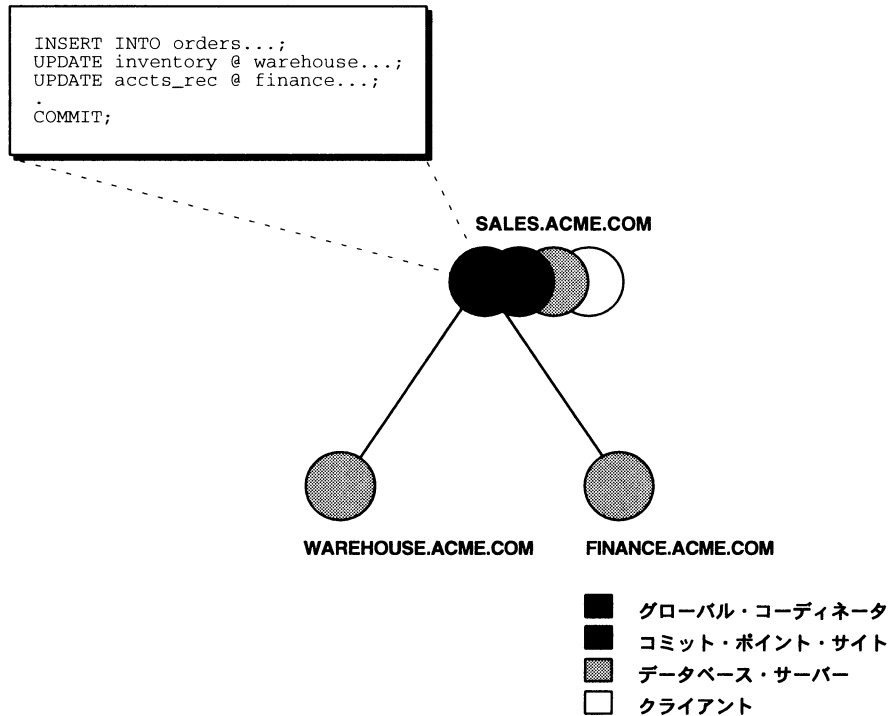 INSERT INTO orders...;
UPDATE inventory @ warehouse...;
UPDATE accts_rec @ finance...;
.
COMMIT;
SALES.ACME.COM
WAREHOUSE.ACME.COM
FINANCE.ACME.COM
グローバル・コーディネータ
コミット・ポイント・サイト
データベース・サーバー
クライアント